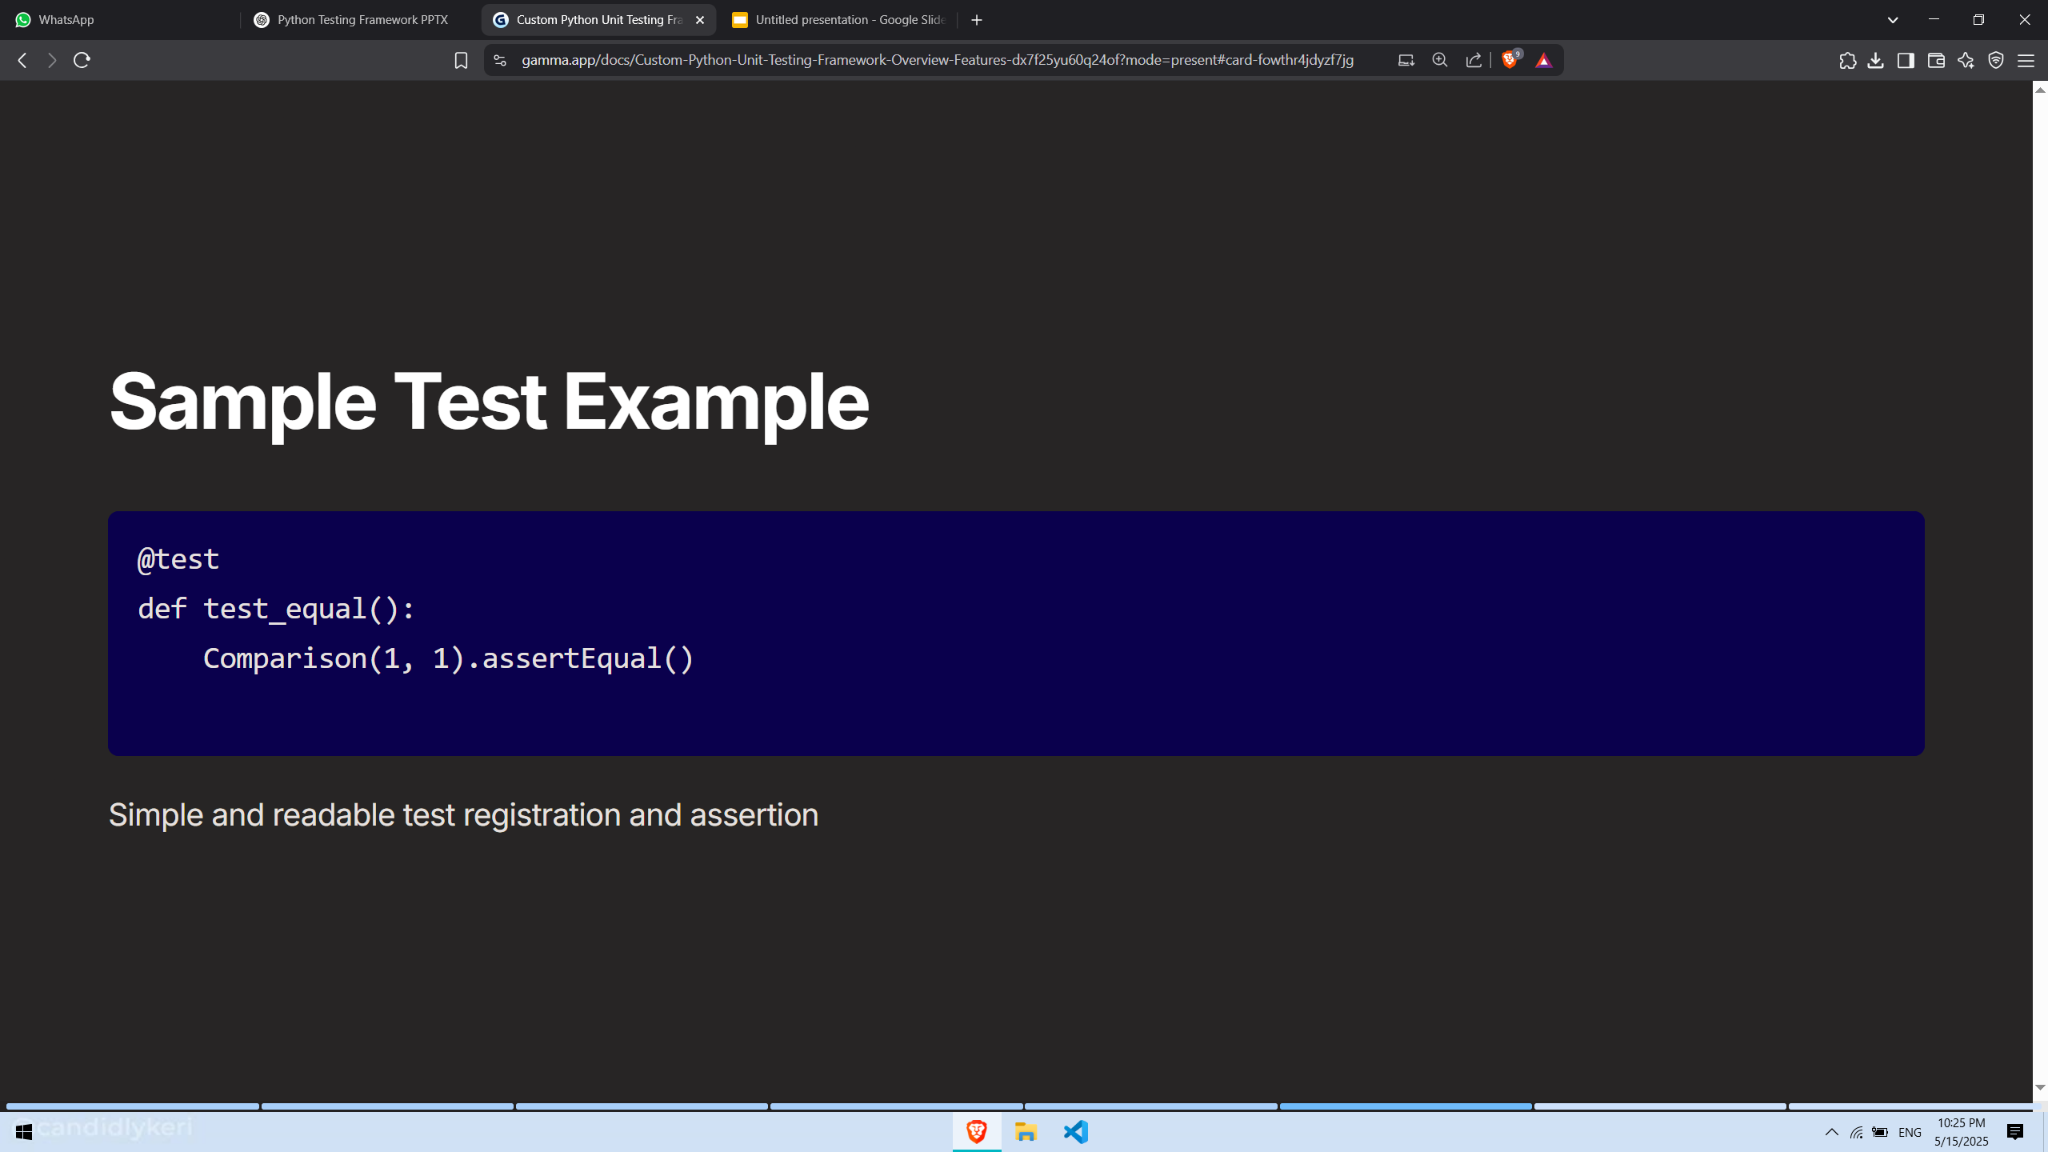 WhatsApp
Python Testing Framework PPTX
Custom Python Unit Testing Fra
Untitled presentation - Google Slide
gamma.app/docs/Custom-Python-Unit-Testing-Framework-Overview-Features-dx7f25yu60q24of?mode=present#card-fowthr4jdyzf7jg
9
Sample Test Example
@test
def test_equal():
    Comparison(1, 1).assertEqual()
Simple and readable test registration and assertion
candidlykeri
ENG
10:25 PM
5/15/2025